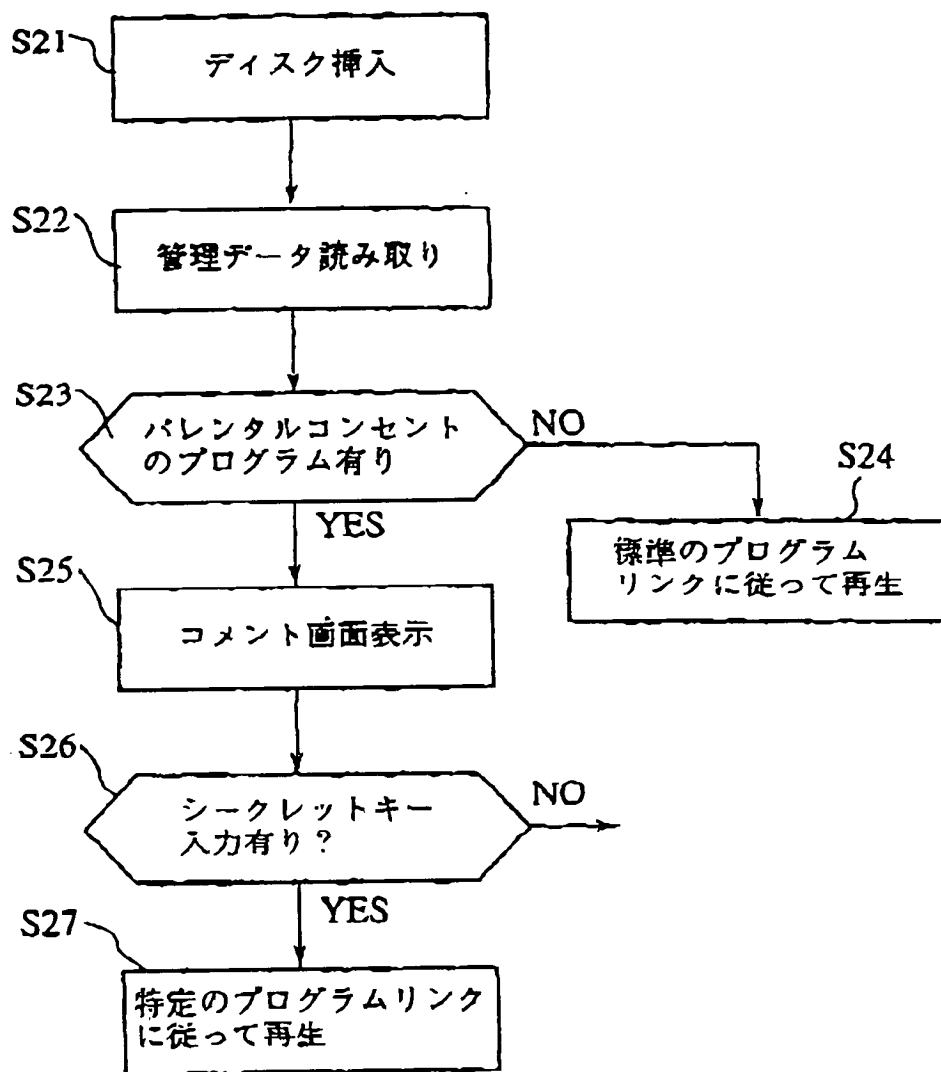 S21
ディスク挿入
S22
管理データ読み取り
S23
パレンタルコンセント
のプログラム有り
NO
YES
S24
標準のプログラム
リンクに従って再生
S25
コメント画面表示
S26
シークレットキー
入力有り？
NO
YES
S27
特定のプログラムリンク
に従って再生